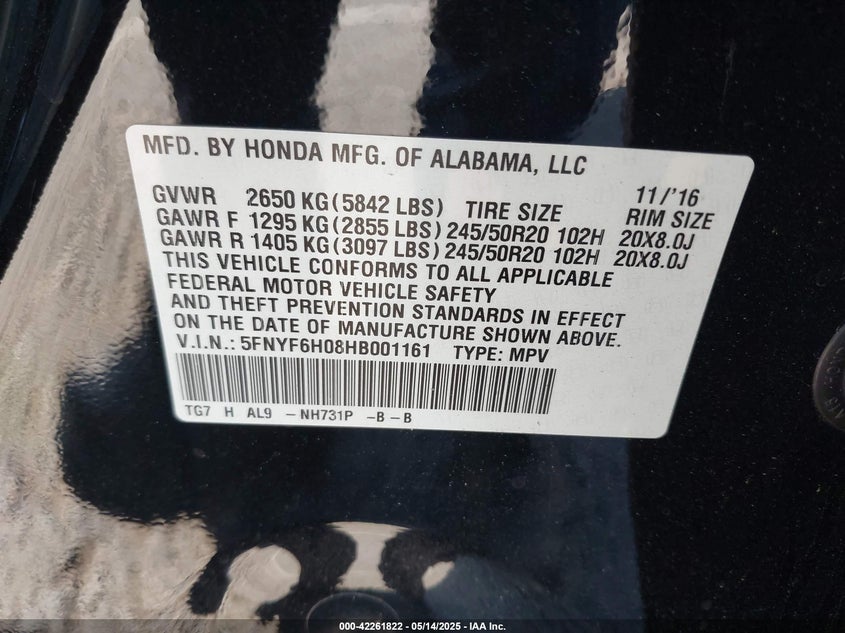 MFD. BY HONDA MFG. OF ALABAMA, LLC
11/'16
GVWR 2650 KG (5842 LBS) TIRE SIZE RIM SIZE
GAWR F 1295 KG (2855 LBS) 245/50R20 102H 20X8.0J
GAWR R 1405 KG (3097 LBS) 245/50R20 102H 20X8.0J
THIS VEHICLE CONFORMS TO ALL APPLICABLE
FEDERAL MOTOR VEHICLE SAFETY
AND THEFT PREVENTION STANDARDS IN EFFECT
ON THE DATE OF MANUFACTURE SHOWN ABOVE.
V.I.N.: 5FNYF6H08HB001161 TYPE: MPV
TG7 H AL9 -NH731P -B-B
000-42261822 — 05/14/2025 — IAA Inc.